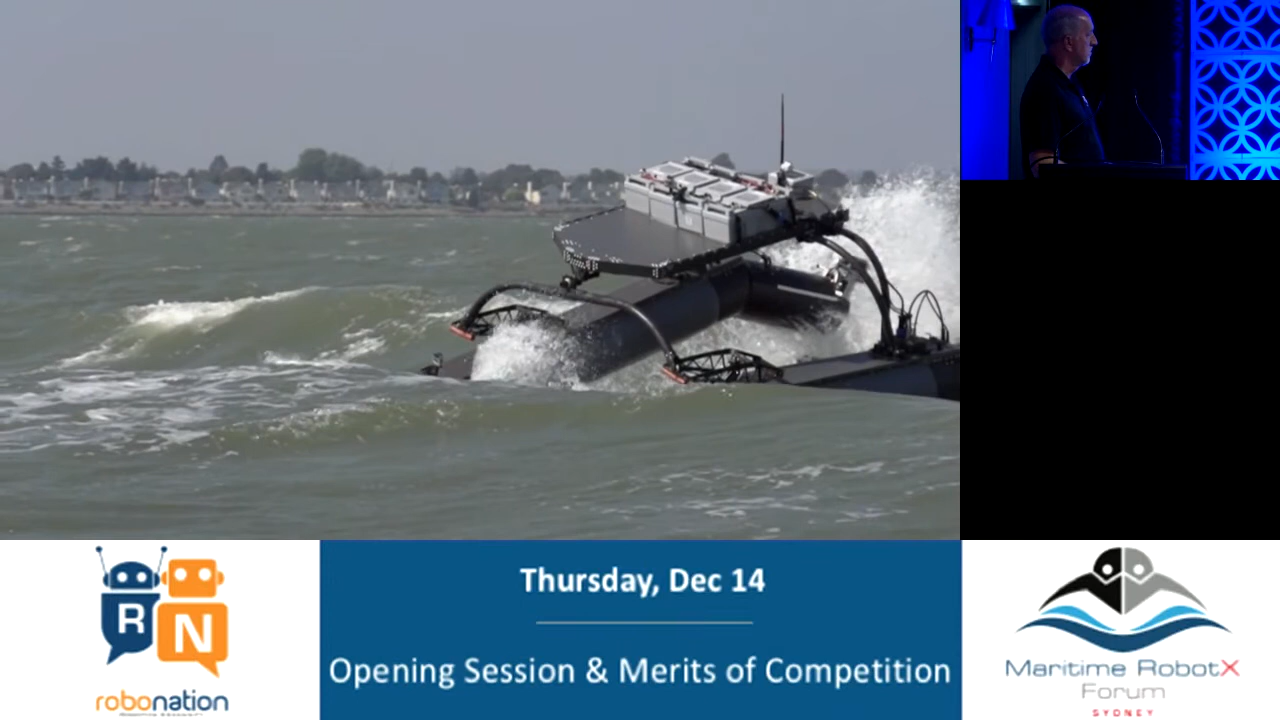 Thursday, Dec 14
Opening Session & Merits of Competition
R
N
robonation
Maritime RobotX
Forum
SYDNEY